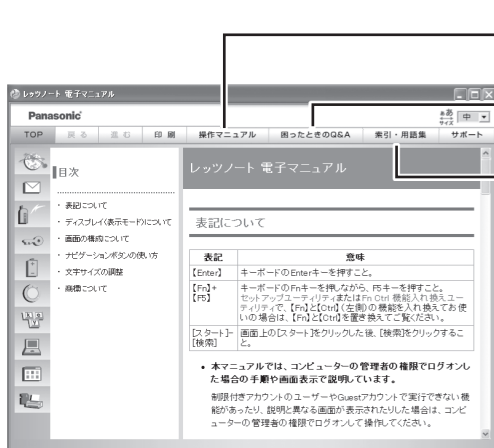 レッツノート 電子マニュアル
Panasonic
あああ
サイズ
中
TOP 戻る 進む 印刷 操作マニュアル 困ったときのQ&A 索引・用語集 サポート
目次
・ 表記について
・ ディスプレイ(表示モード)について
・ 画面の構成について
・ ナビゲーションボタンの使い方
・ 文字サイズの調整
・ 商標について
レッツノート 電子マニュアル
表記について
表記 意味
【Enter】 キーボードのEnterキーを押すこと。
【Fn】+
【F5】
キーボードのFnキーを押しながら、F5キーを押すこと。
セットアップユーティリティまたはFn Ctrl 機能入れ換えユー
ティリティで、【Fn】と【Ctrl】(左側)の機能を入れ換えてお使
いの場合は、【Fn】と【Ctrl】を置き換えてご覧ください。
[スタート]-
[検索]
画面上の[スタート]をクリックした後、[検索]をクリックするこ
と。
• 本マニュアルでは、コンピューターの管理者の権限でログオンし
た場合の手順や画面表示で説明しています。
制限付きアカウントのユーザーやGuestアカウントで実行できない機
能があったり、説明と異なる画面が表示されたりした場合は、コンピ
ューターの管理者の権限でログオンして操作してください。